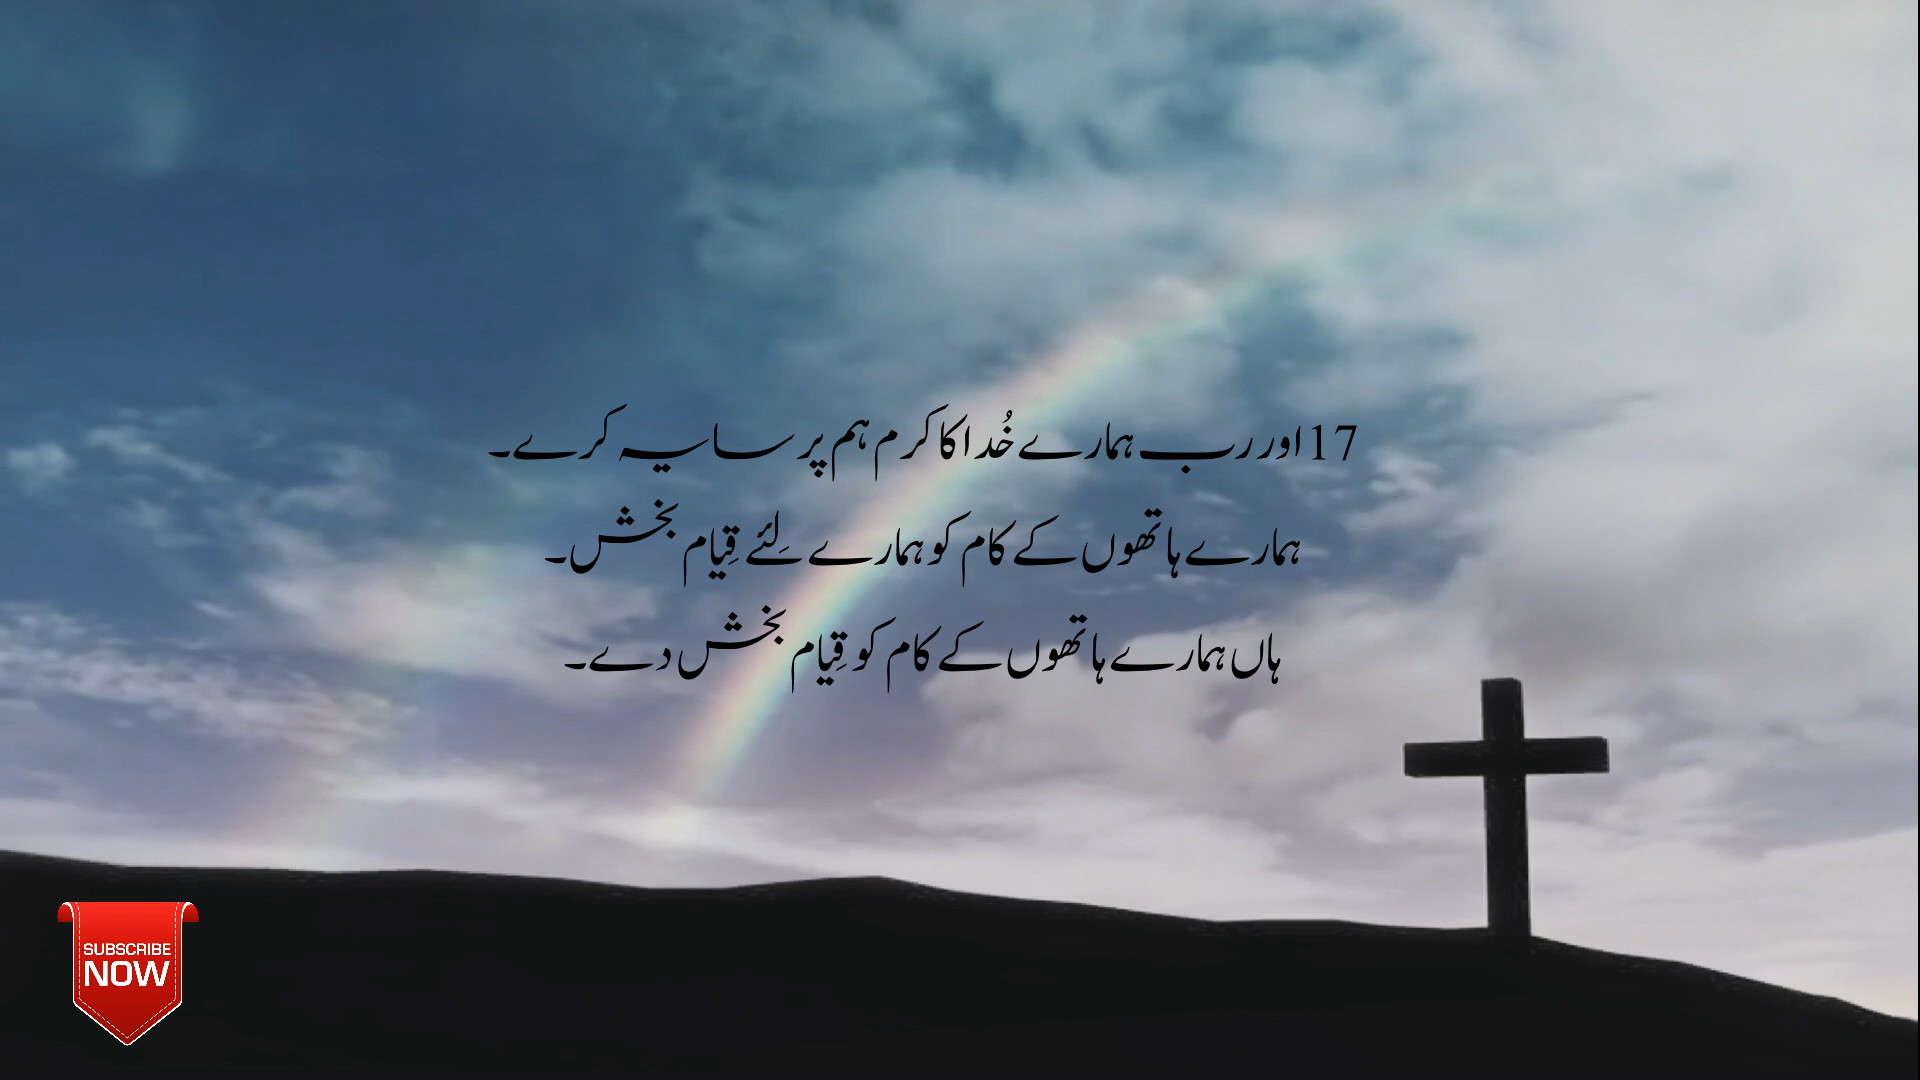 17 اور رب ہمارے خُدا کا کرم ہم پر سایہ کرے۔
ہمارے ہاتھوں کے کام کو ہمارے لِئے قِیام بخش۔
ہاں ہمارے ہاتھوں کے کام کو قِیام بخش دے۔
SUBSCRIBE
NOW